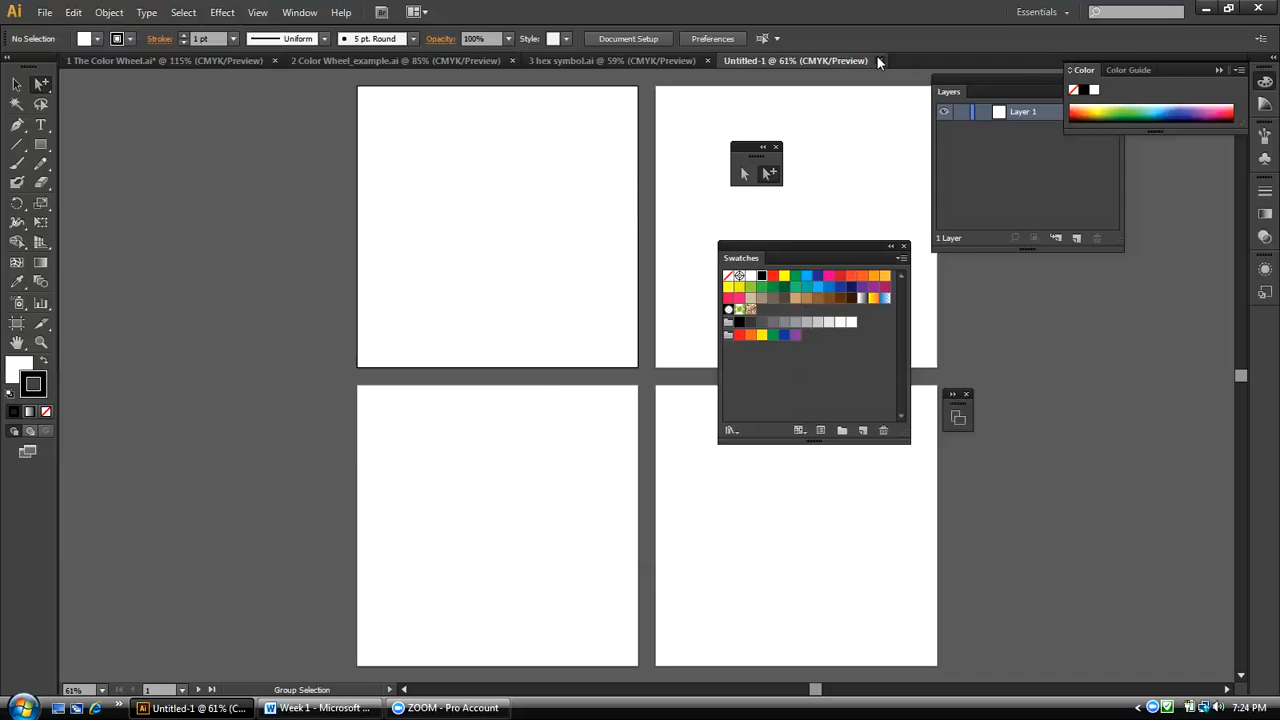 Ai File Edit Object Type Select Effect View Window Help Br Essentials
No Selection Stroke: 1 pt Uniform 5 pt. Round Opacity: 100% Style: Document Setup Preferences
1 The Color Wheel.ai* @ 115% (CMYK/Preview) × 2 Color Wheel_example.ai @ 85% (CMYK/Preview) × 3 hex symbol.ai @ 59% (CMYK/Preview) × Untitled-1 @ 61% (CMYK/Preview)
Color Color Guide
Layers
Layer 1
1 Layer
Swatches
61% 1 Group Selection
Ai Untitled-1 @ 61% (C... Week 1 - Microsoft ... ZOOM - Pro Account 7:24 PM